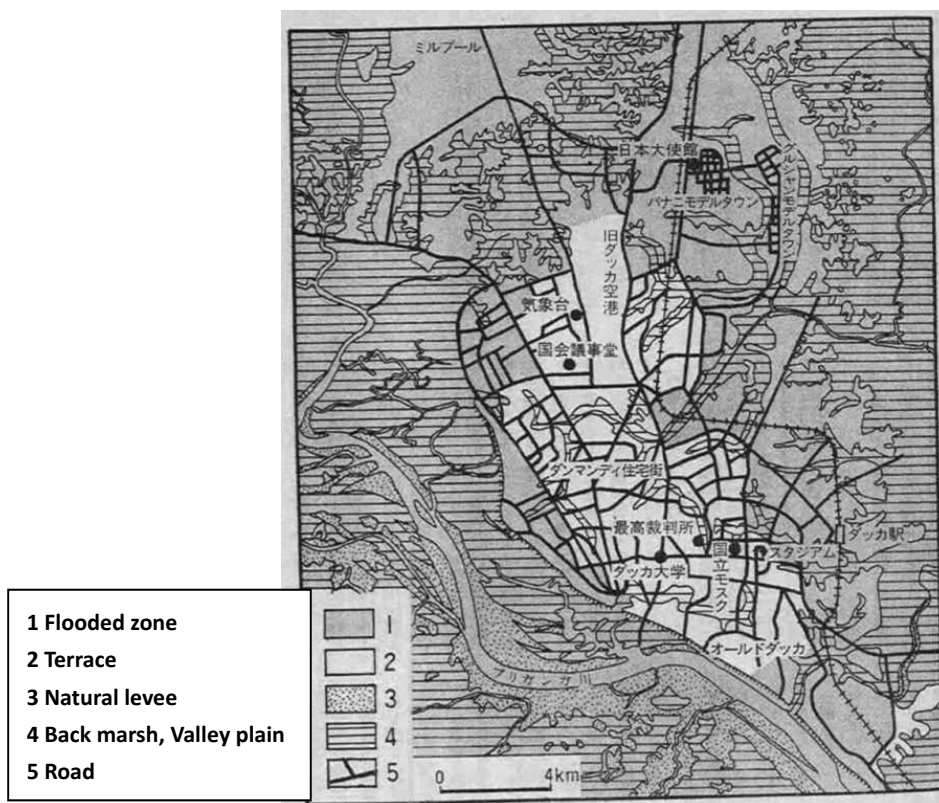 ミルプール
日本大使館
バナニモデルタウン
グルシャンモデルタウン
旧ダッカ空港
気象台
国会議事堂
ダンマンディ住宅街
最高裁判所
ダッカ駅
スタジアム
国立モスク
ダッカ大学
オールドダッカ
リガンガ川
1 Flooded zone
2 Terrace
3 Natural levee
4 Back marsh, Valley plain
5 Road
1
2
3
4
5
0 4km